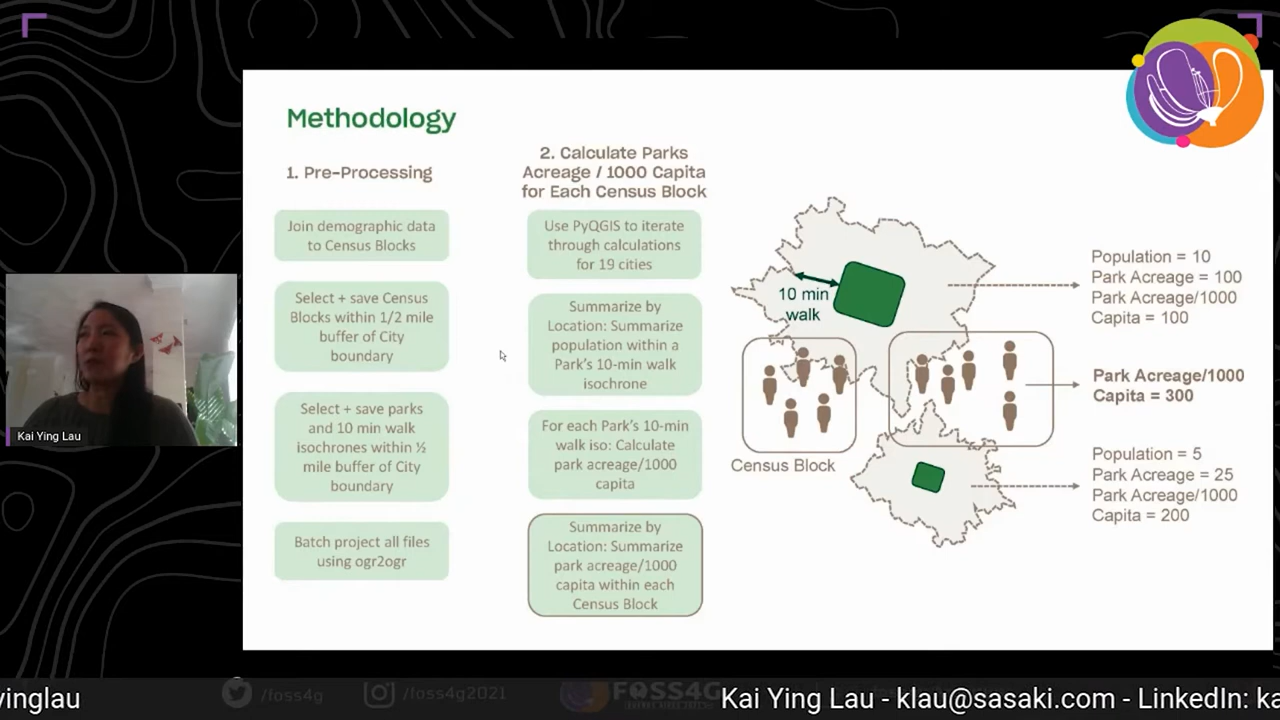 Methodology
1. Pre-Processing
Join demographic data
to Census Blocks
Select + save Census
Blocks within 1/2 mile
buffer of City
boundary
Select + save parks
and 10 min walk
isochrones within ½
mile buffer of City
boundary
Batch project all files
using ogr2ogr
2. Calculate Parks
Acreage / 1000 Capita
for Each Census Block
Use PyQGIS to iterate
through calculations
for 19 cities
Summarize by
Location: Summarize
population within a
Park's 10-min walk
isochrone
For each Park's 10-min
walk iso: Calculate
park acreage/1000
capita
Summarize by
Location: Summarize
park acreage/1000
capita within each
Census Block
10 min
walk
Census Block
Population = 10
Park Acreage = 100
Park Acreage/1000
Capita = 100
Park Acreage/1000
Capita = 300
Population = 5
Park Acreage = 25
Park Acreage/1000
Capita = 200
Kai Ying Lau
/foss4g
/foss4g2021
FOSS4G
yinglau
Kai Ying Lau - klau@sasaki.com - LinkedIn: ka